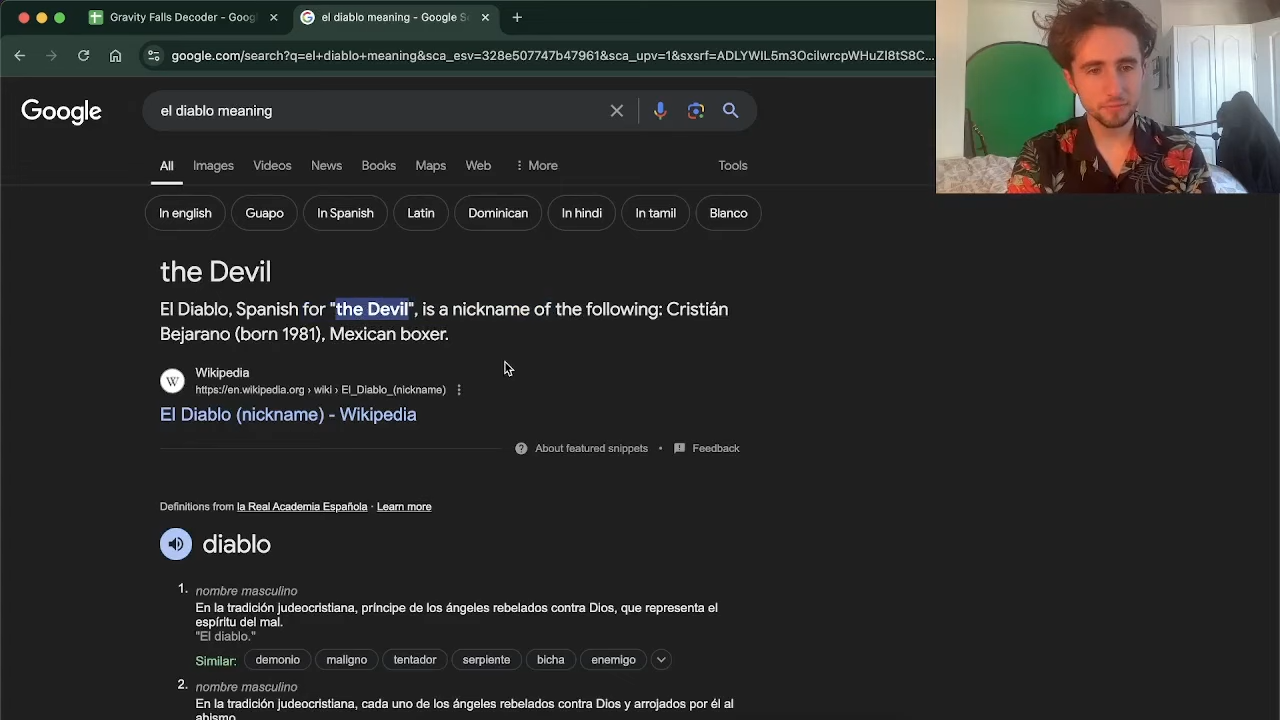 Gravity Falls Decoder - Goog
el diablo meaning - Google S
google.com/search?q=el+diablo+meaning&sca_esv=328e507747b47961&sca_upv=1&sxsrf=ADLYWIL5m3OcilwrcpWHuZl8tS8C...
Google
el diablo meaning
All Images Videos News Books Maps Web More Tools
In english Guapo In Spanish Latin Dominican In hindi In tamil Blanco
the Devil
El Diablo, Spanish for "the Devil", is a nickname of the following: Cristián
Bejarano (born 1981), Mexican boxer.
W
Wikipedia
https://en.wikipedia.org › wiki › El_Diablo_(nickname)
El Diablo (nickname) - Wikipedia
About featured snippets • Feedback
Definitions from la Real Academia Española · Learn more
diablo
1. nombre masculino
En la tradición judeocristiana, príncipe de los ángeles rebelados contra Dios, que representa el
espíritu del mal.
"El diablo."
Similar: demonio maligno tentador serpiente bicha enemigo
2. nombre masculino
En la tradición judeocristiana, cada uno de los ángeles rebelados contra Dios y arrojados por él al
abismo.